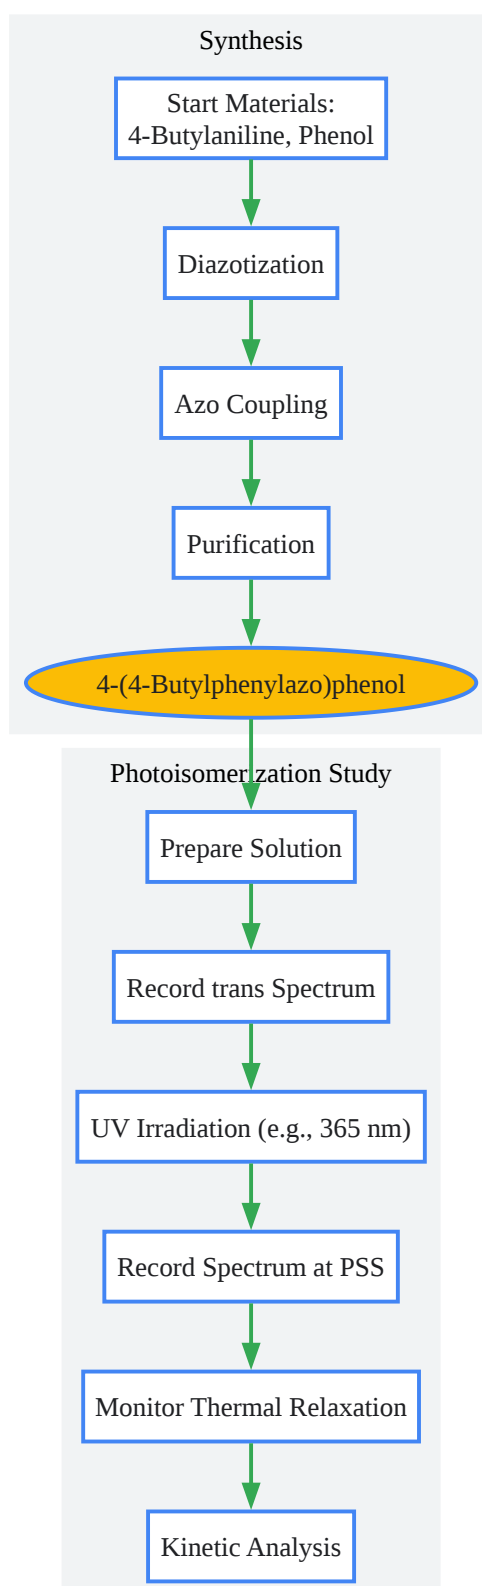 Synthesis
Start Materials:
4-Butylaniline, Phenol
Diazotization
Azo Coupling
Purification
4-(4-Butylphenylazo)phenol
Photoisomerization Study
Prepare Solution
Record trans Spectrum
UV Irradiation (e.g., 365 nm)
Record Spectrum at PSS
Monitor Thermal Relaxation
Kinetic Analysis